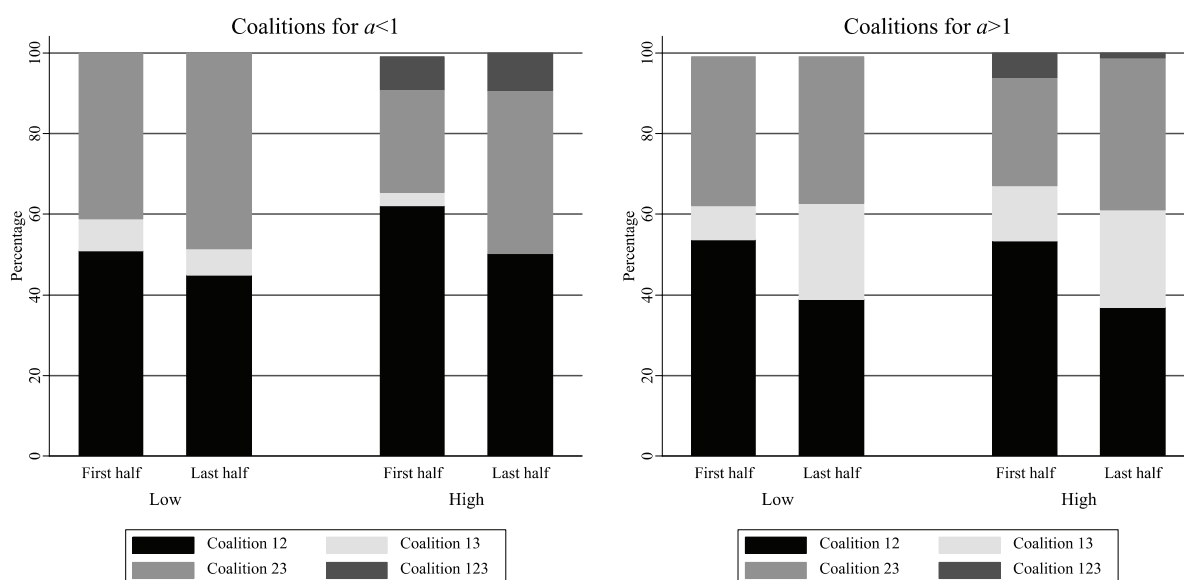 Coalitions for a<1
Percentage
100
80
60
40
20
0
First half Last half First half Last half
Low High
Coalition 12 Coalition 13
Coalition 23 Coalition 123
Coalitions for a>1
Percentage
100
80
60
40
20
0
First half Last half First half Last half
Low High
Coalition 12 Coalition 13
Coalition 23 Coalition 123